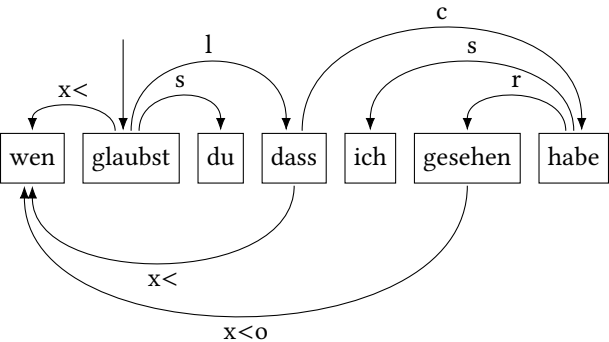 c
l s
x< s r
wen glaubst du dass ich gesehen habe
x<
x<o